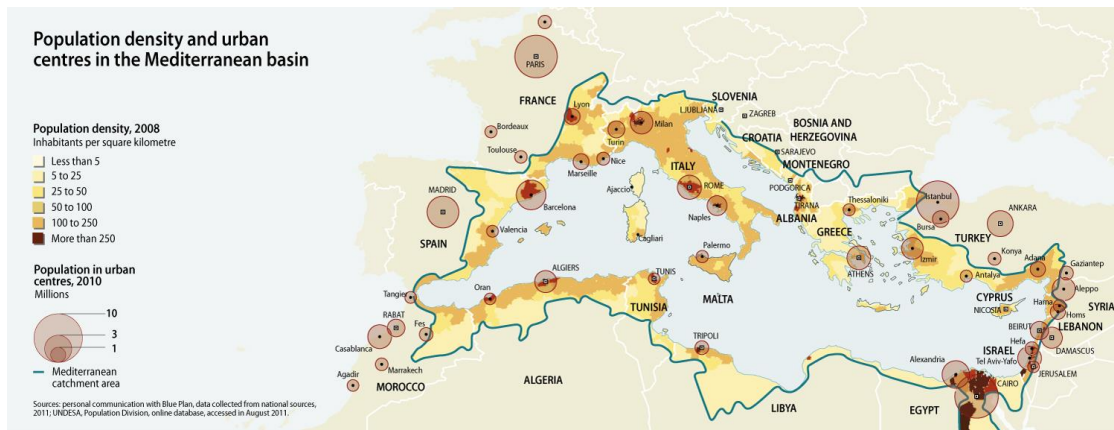 Population density and urban
centres in the Mediterranean basin
Population density, 2008
Inhabitants per square kilometre
Less than 5
5 to 25
25 to 50
50 to 100
100 to 250
More than 250
Population in urban
centres, 2010
Millions
10
3
1
Mediterranean
catchment area
Sources: personal communication with Blue Plan, data collected from national sources,
2011; UNDESA, Population Division, online database, accessed in August 2011.
PARIS
FRANCE
Lyon
Bordeaux
Toulouse
Turin
Milan
Marseille
Nice
SLOVENIA
LJUBLJANA
ZAGREB
BOSNIA AND
HERZEGOVINA
CROATIA
SARAJEVO
MONTENEGRO
PODGORICA
TIRANA
ALBANIA
ITALY
ROME
Naples
Ajaccio
Cagliari
Palermo
MADRID
SPAIN
Barcelona
Valencia
Thessaloniki
GREECE
ATHENS
Istanbul
Bursa
ANKARA
TURKEY
Izmir
Konya
Antalya
Adana
Gaziantep
Aleppo
Hama
Homs
SYRIA
CYPRUS
NICOSIA
BEIRUT
LEBANON
DAMASCUS
ISRAEL
Hefa
Tel Aviv-Yafo
JERUSALEM
Alexandria
CAIRO
EGYPT
LIBYA
TRIPOLI
MALTA
TUNIS
TUNISIA
ALGIERS
Oran
ALGERIA
Tangier
RABAT
Fes
Casablanca
Marrakech
Agadir
MOROCCO